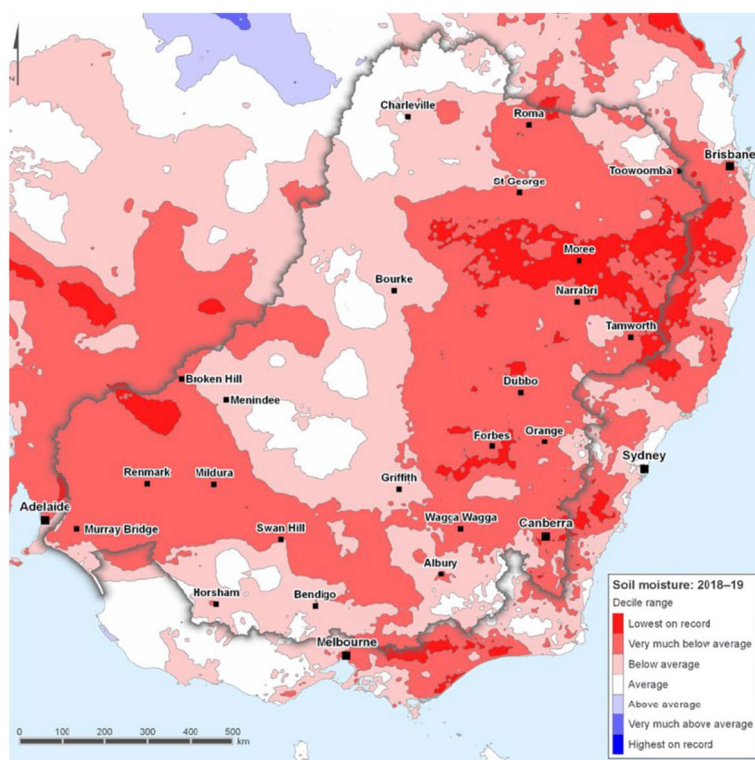 Charleville
Roma
Brisbane
Toowoomba
St George
Moree
Bourke
Narrabri
Tamworth
Broken Hill
Menindee
Dubbo
Forbes
Orange
Sydney
Renmark
Mildura
Griffith
Adelaide
Murray Bridge
Swan Hill
Wagga Wagga
Canberra
Albury
Horsham
Bendigo
Melbourne
Soil moisture: 2018–19
Decile range
Lowest on record
Very much below average
Below average
Average
Above average
Very much above average
Highest on record
0 100 200 300 400 500
km